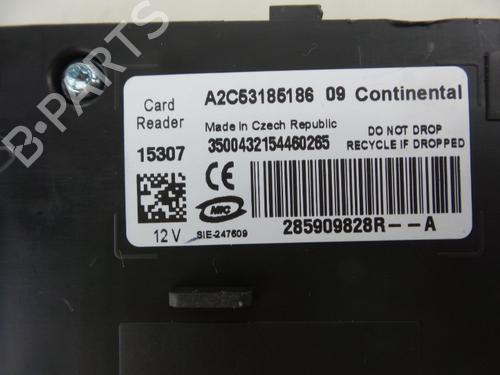 Card Reader
A2C53185186 09 Continental
Made in Czech Republic
DO NOT DROP
RECYCLE IF DROPPED
15307
3500432154460265
CE
MIC
12 V
SIE-247609
285909828R--A
B-PARTS